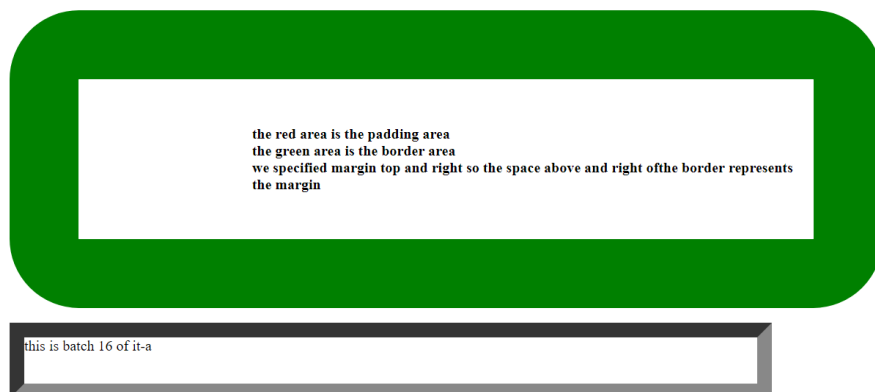 the red area is the padding area
the green area is the border area
we specified margin top and right so the space above and right ofthe border represents
the margin
this is batch 16 of it-a